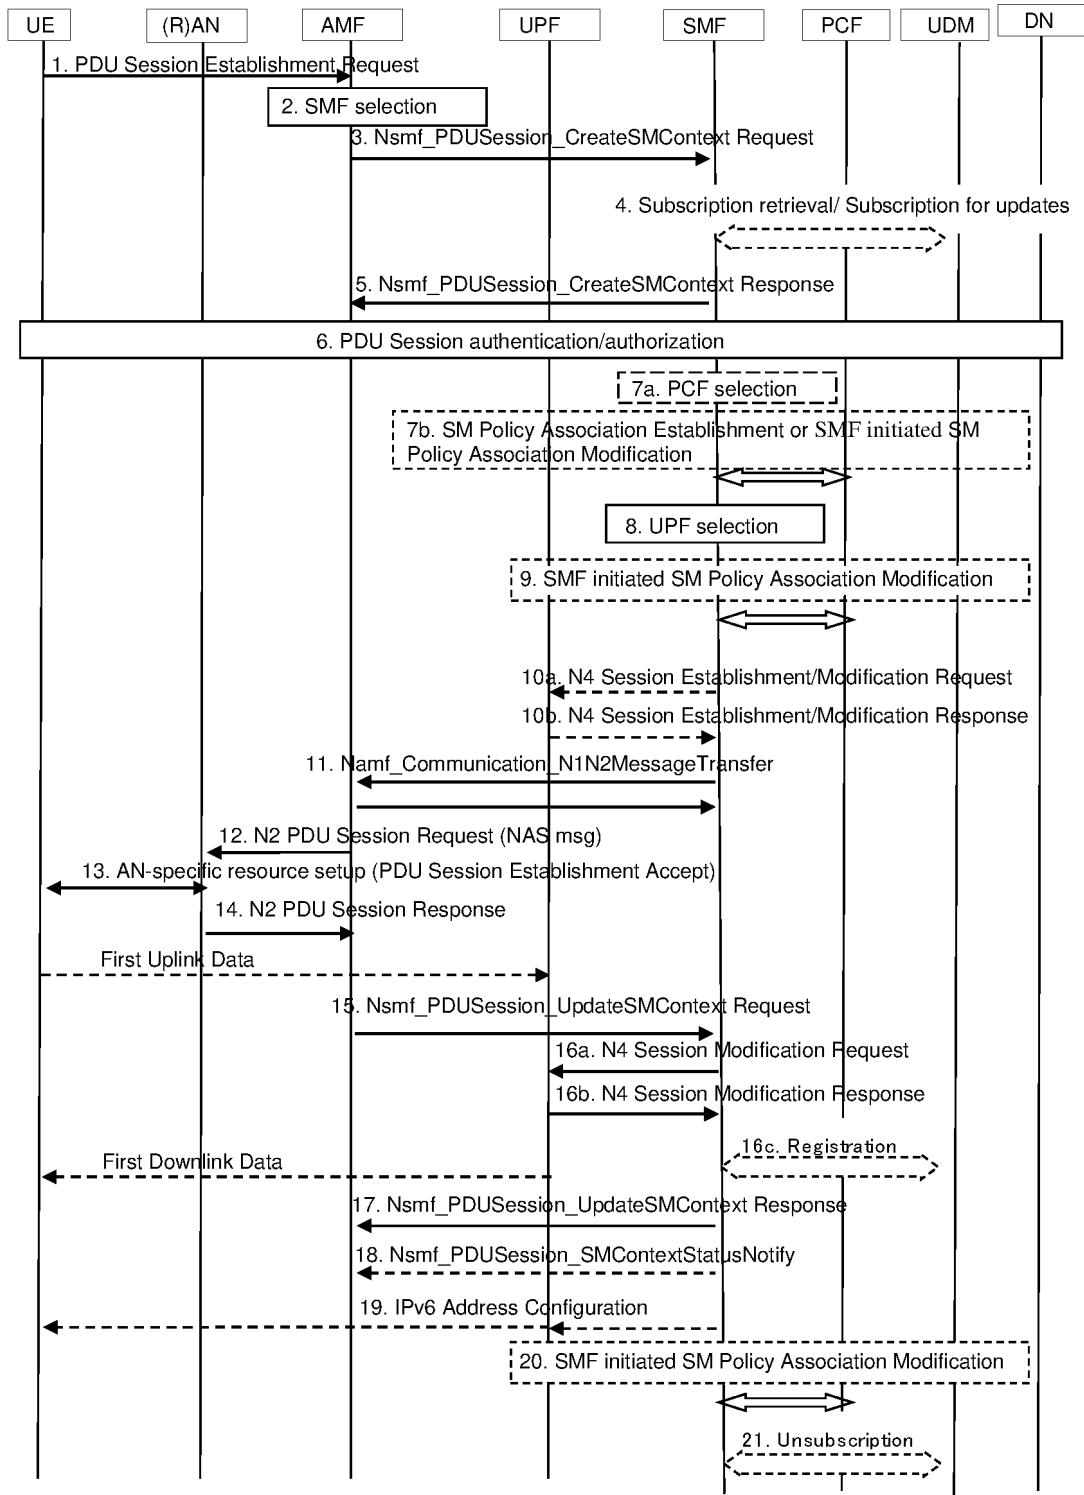 UE (R)AN AMF UPF SMF PCF UDM DN
1. PDU Session Establishment Request
2. SMF selection
3. Nsmf_PDUSession_CreateSMContext Request
4. Subscription retrieval/ Subscription for updates
5. Nsmf_PDUSession_CreateSMContext Response
6. PDU Session authentication/authorization
7a. PCF selection
7b. SM Policy Association Establishment or SMF initiated SM
Policy Association Modification
8. UPF selection
9. SMF initiated SM Policy Association Modification
10a. N4 Session Establishment/Modification Request
10b. N4 Session Establishment/Modification Response
11. Namf_Communication_N1N2MessageTransfer
12. N2 PDU Session Request (NAS msg)
13. AN-specific resource setup (PDU Session Establishment Accept)
14. N2 PDU Session Response
First Uplink Data
15. Nsmf_PDUSession_UpdateSMContext Request
16a. N4 Session Modification Request
16b. N4 Session Modification Response
16c. Registration
First Downlink Data
17. Nsmf_PDUSession_UpdateSMContext Response
18. Nsmf_PDUSession_SMContextStatusNotify
19. IPv6 Address Configuration
20. SMF initiated SM Policy Association Modification
21. Unsubscription